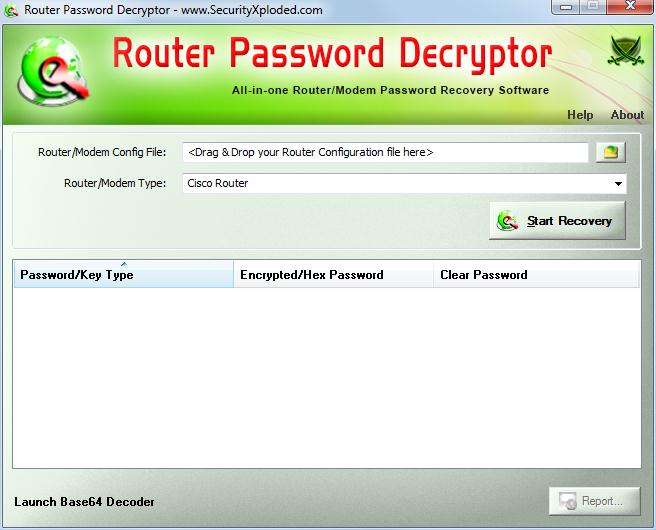 Router Password Decryptor - www.SecurityXploded.com
Router Password Decryptor
All-in-one Router/Modem Password Recovery Software
Help About
Router/Modem Config File: <Drag & Drop your Router Configuration file here>
Router/Modem Type: Cisco Router
Start Recovery
Password/Key Type Encrypted/Hex Password Clear Password
Launch Base64 Decoder Report...